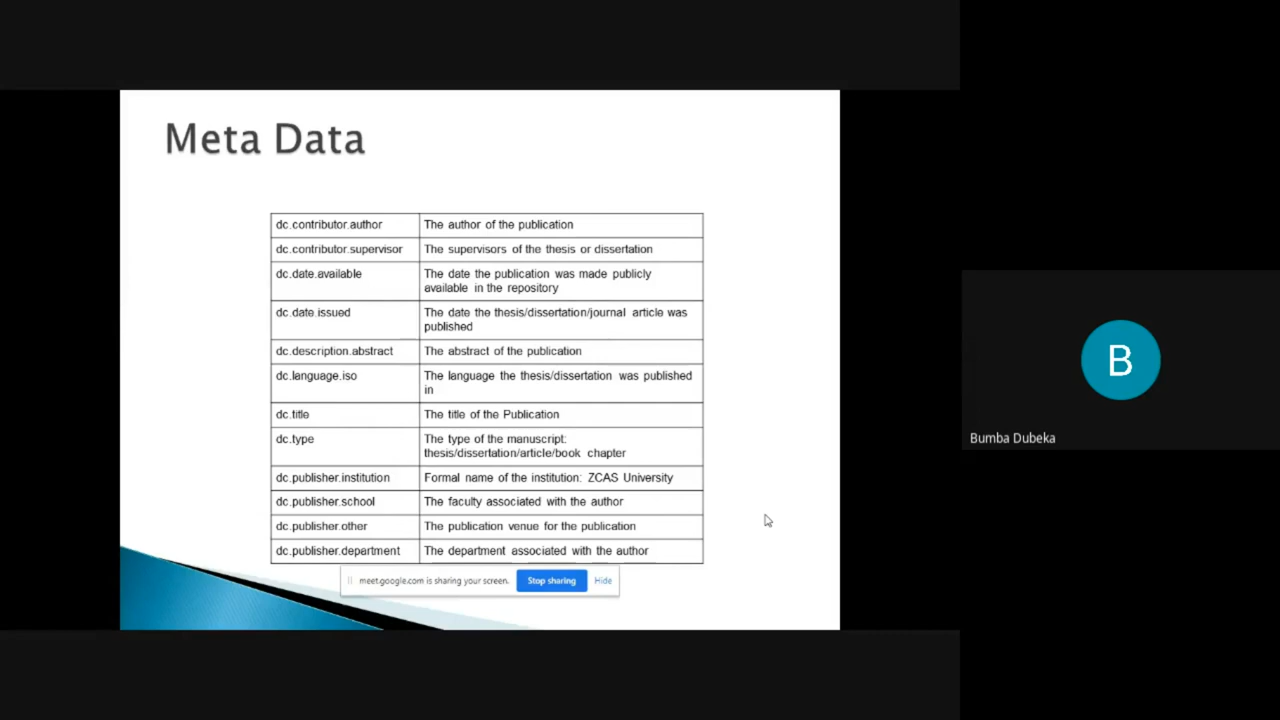 Meta Data
dc.contributor.author The author of the publication
dc.contributor.supervisor The supervisors of the thesis or dissertation
dc.date.available The date the publication was made publicly
available in the repository
dc.date.issued The date the thesis/dissertation/journal article was
published
dc.description.abstract The abstract of the publication
dc.language.iso The language the thesis/dissertation was published
in
dc.title The title of the Publication
dc.type The type of the manuscript:
thesis/dissertation/article/book chapter
dc.publisher.institution Formal name of the institution: ZCAS University
dc.publisher.school The faculty associated with the author
dc.publisher.other The publication venue for the publication
dc.publisher.department The department associated with the author
meet.google.com is sharing your screen. Stop sharing Hide
B
Bumba Dubeka